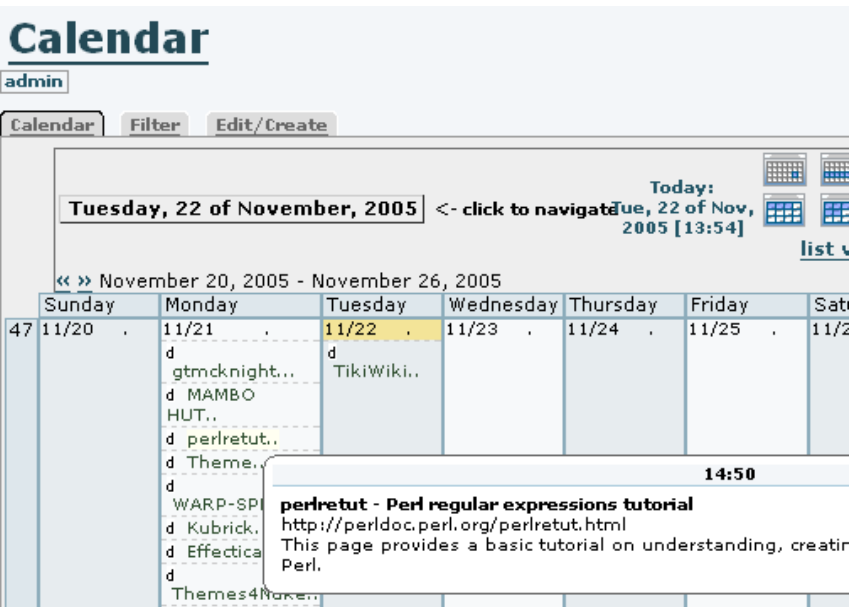 Calendar
admin
Calendar Filter Edit/Create
Today:
Tuesday, 22 of November, 2005 <- click to navigate Tue, 22 of Nov,
2005 [13:54]
list
« » November 20, 2005 - November 26, 2005
Sunday Monday Tuesday Wednesday Thursday Friday
47 11/20 . 11/21 . 11/22 . 11/23 . 11/24 . 11/25 .
d d
gtmcknight... TikiWiki..
d MAMBO
HUT..
d perlretut..
d Theme..
14:50
d
WARP-SP
perlretut - Perl regular expressions tutorial
http://perldoc.perl.org/perlretut.html
d Kubrick.
This page provides a basic tutorial on understanding,
d Effectica
Perl.
d
Themes4Nuke..